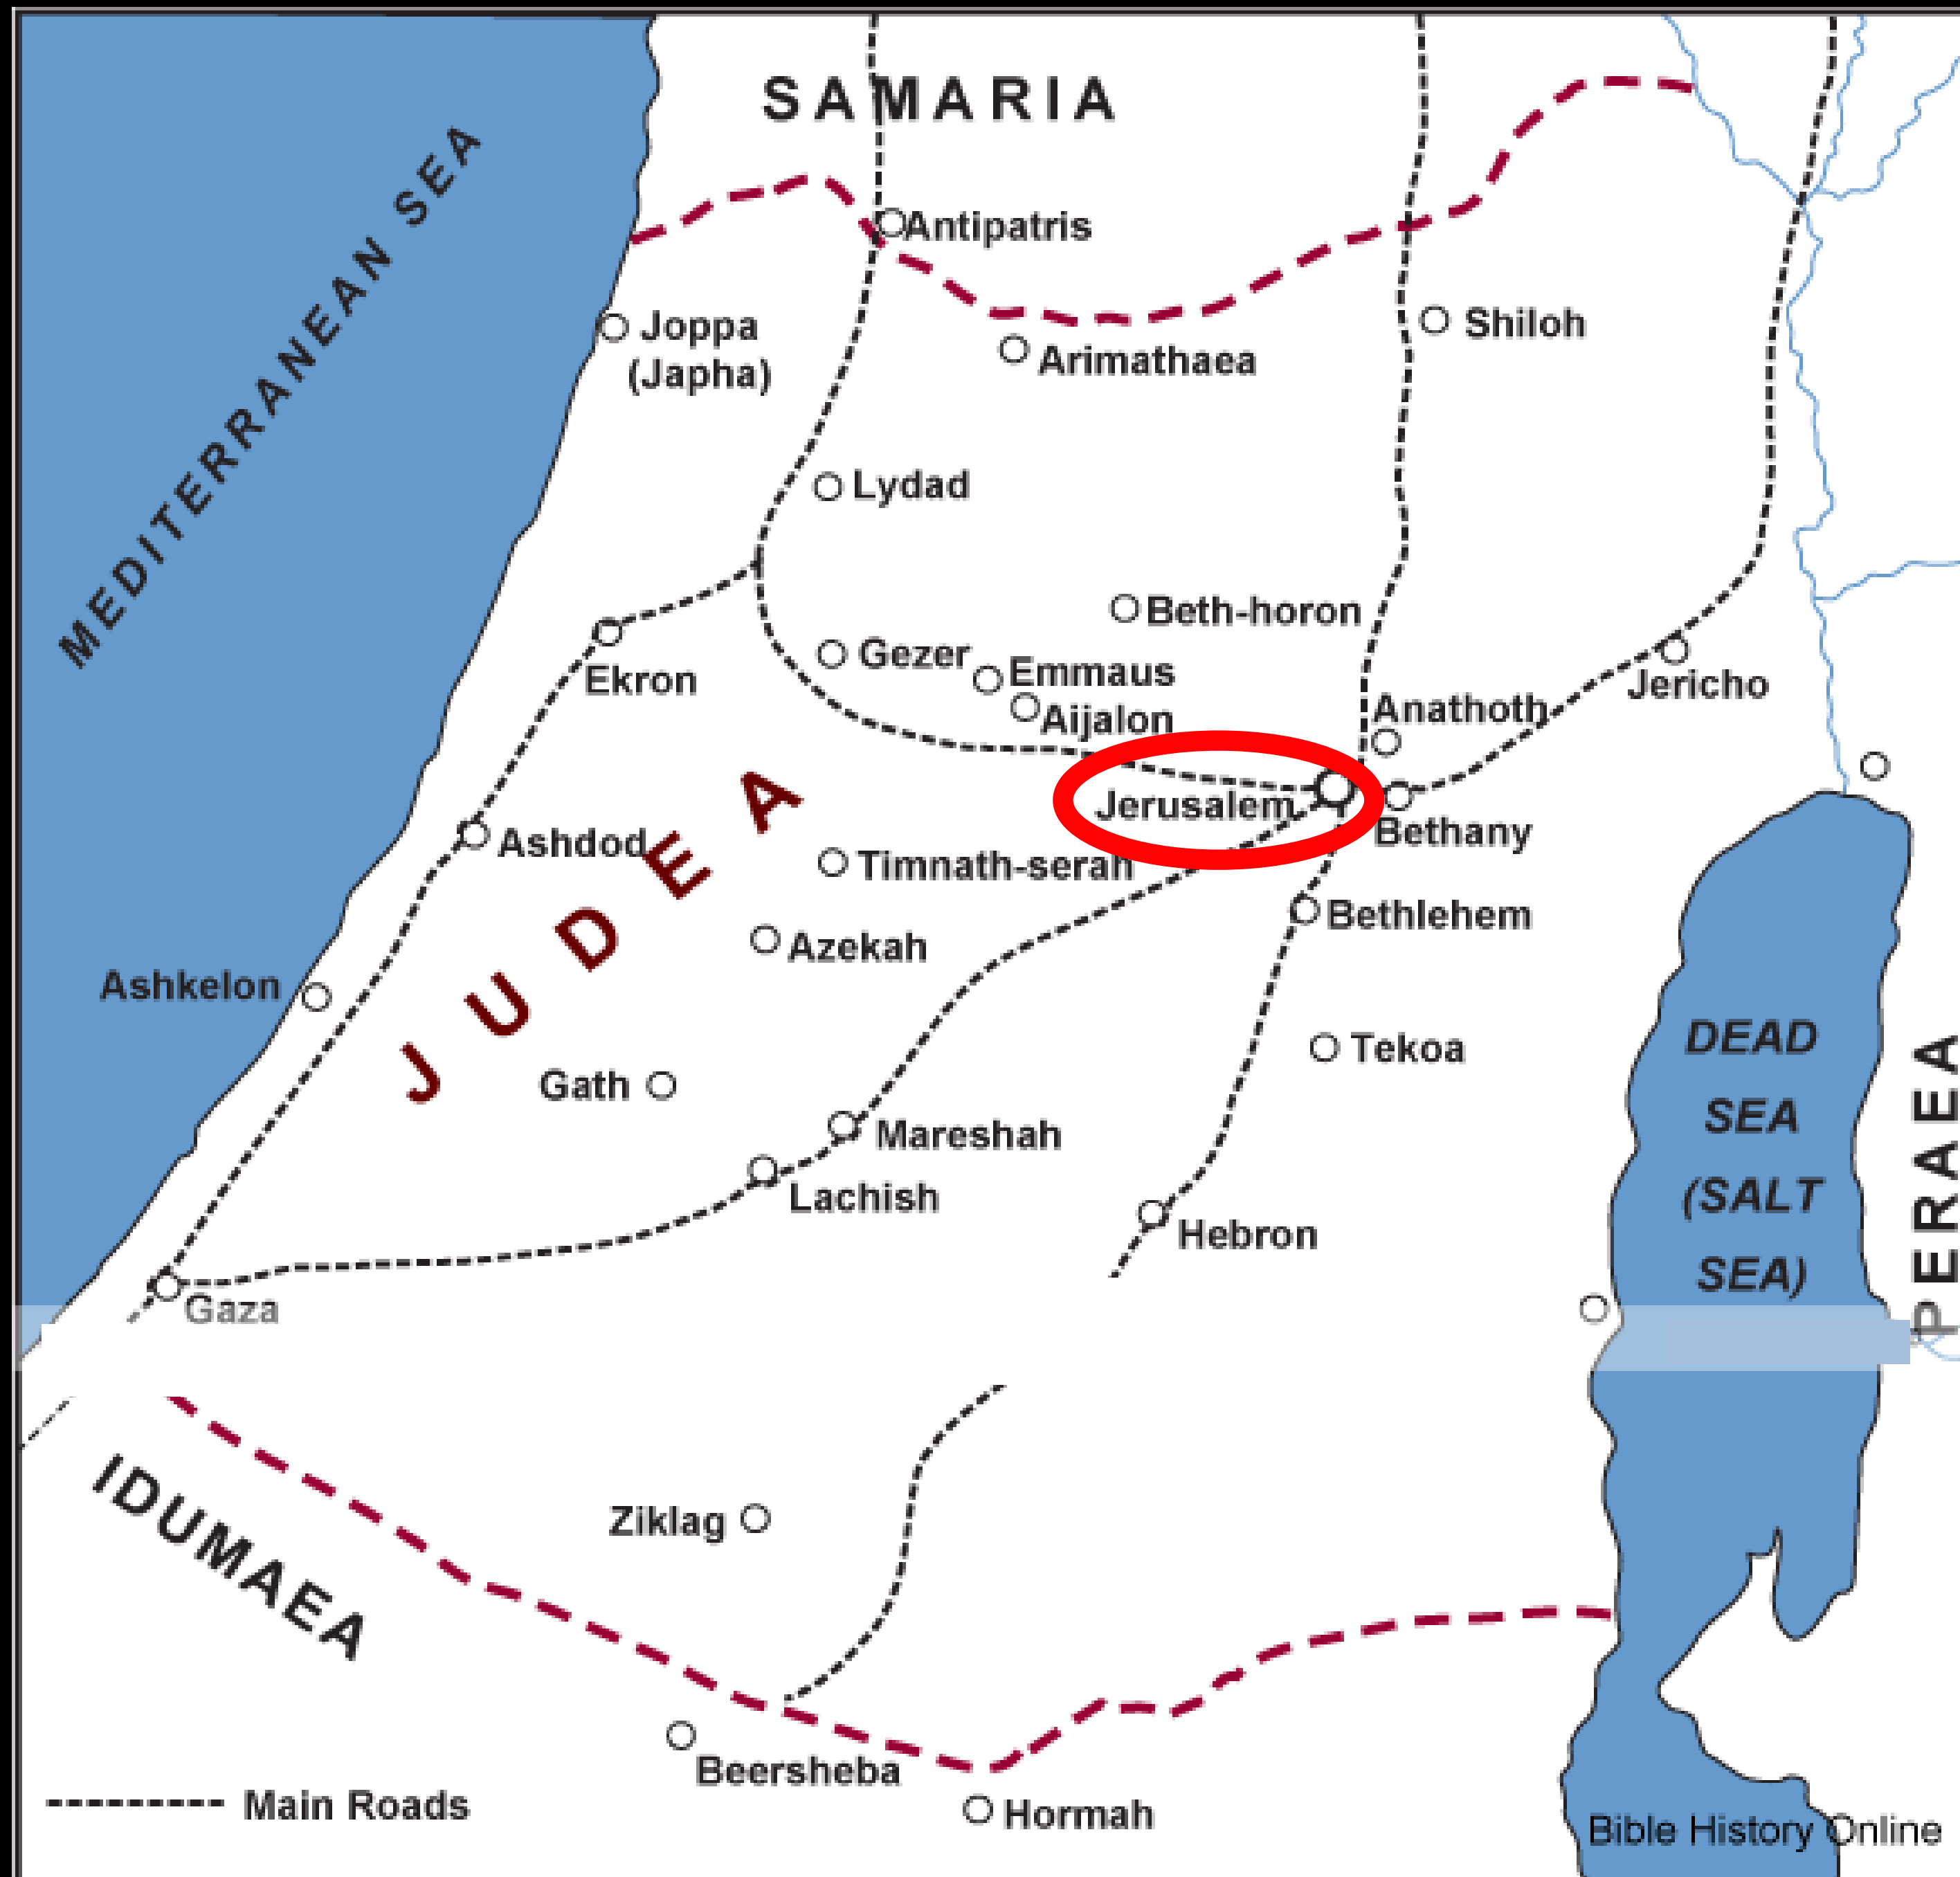 SAMARIA
MEDITERRANEAN SEA
Antipatris
Joppa
(Japha)
Shiloh
Arimathaea
Lydad
Beth-horon
Gezer
Emmaus
Ekron
Jericho
Aijalon
Anathoth
Jerusalem
Bethany
Ashdod
JUDEA
Timnath-serah
Bethlehem
Azekah
Ashkelon
DEAD
SEA
(SALT
SEA)
PERAEA
Tekoa
Gath
Mareshah
Lachish
Hebron
Gaza
IDUMAEA
Ziklag
Beersheba
Main Roads
Hormah
Bible History Online